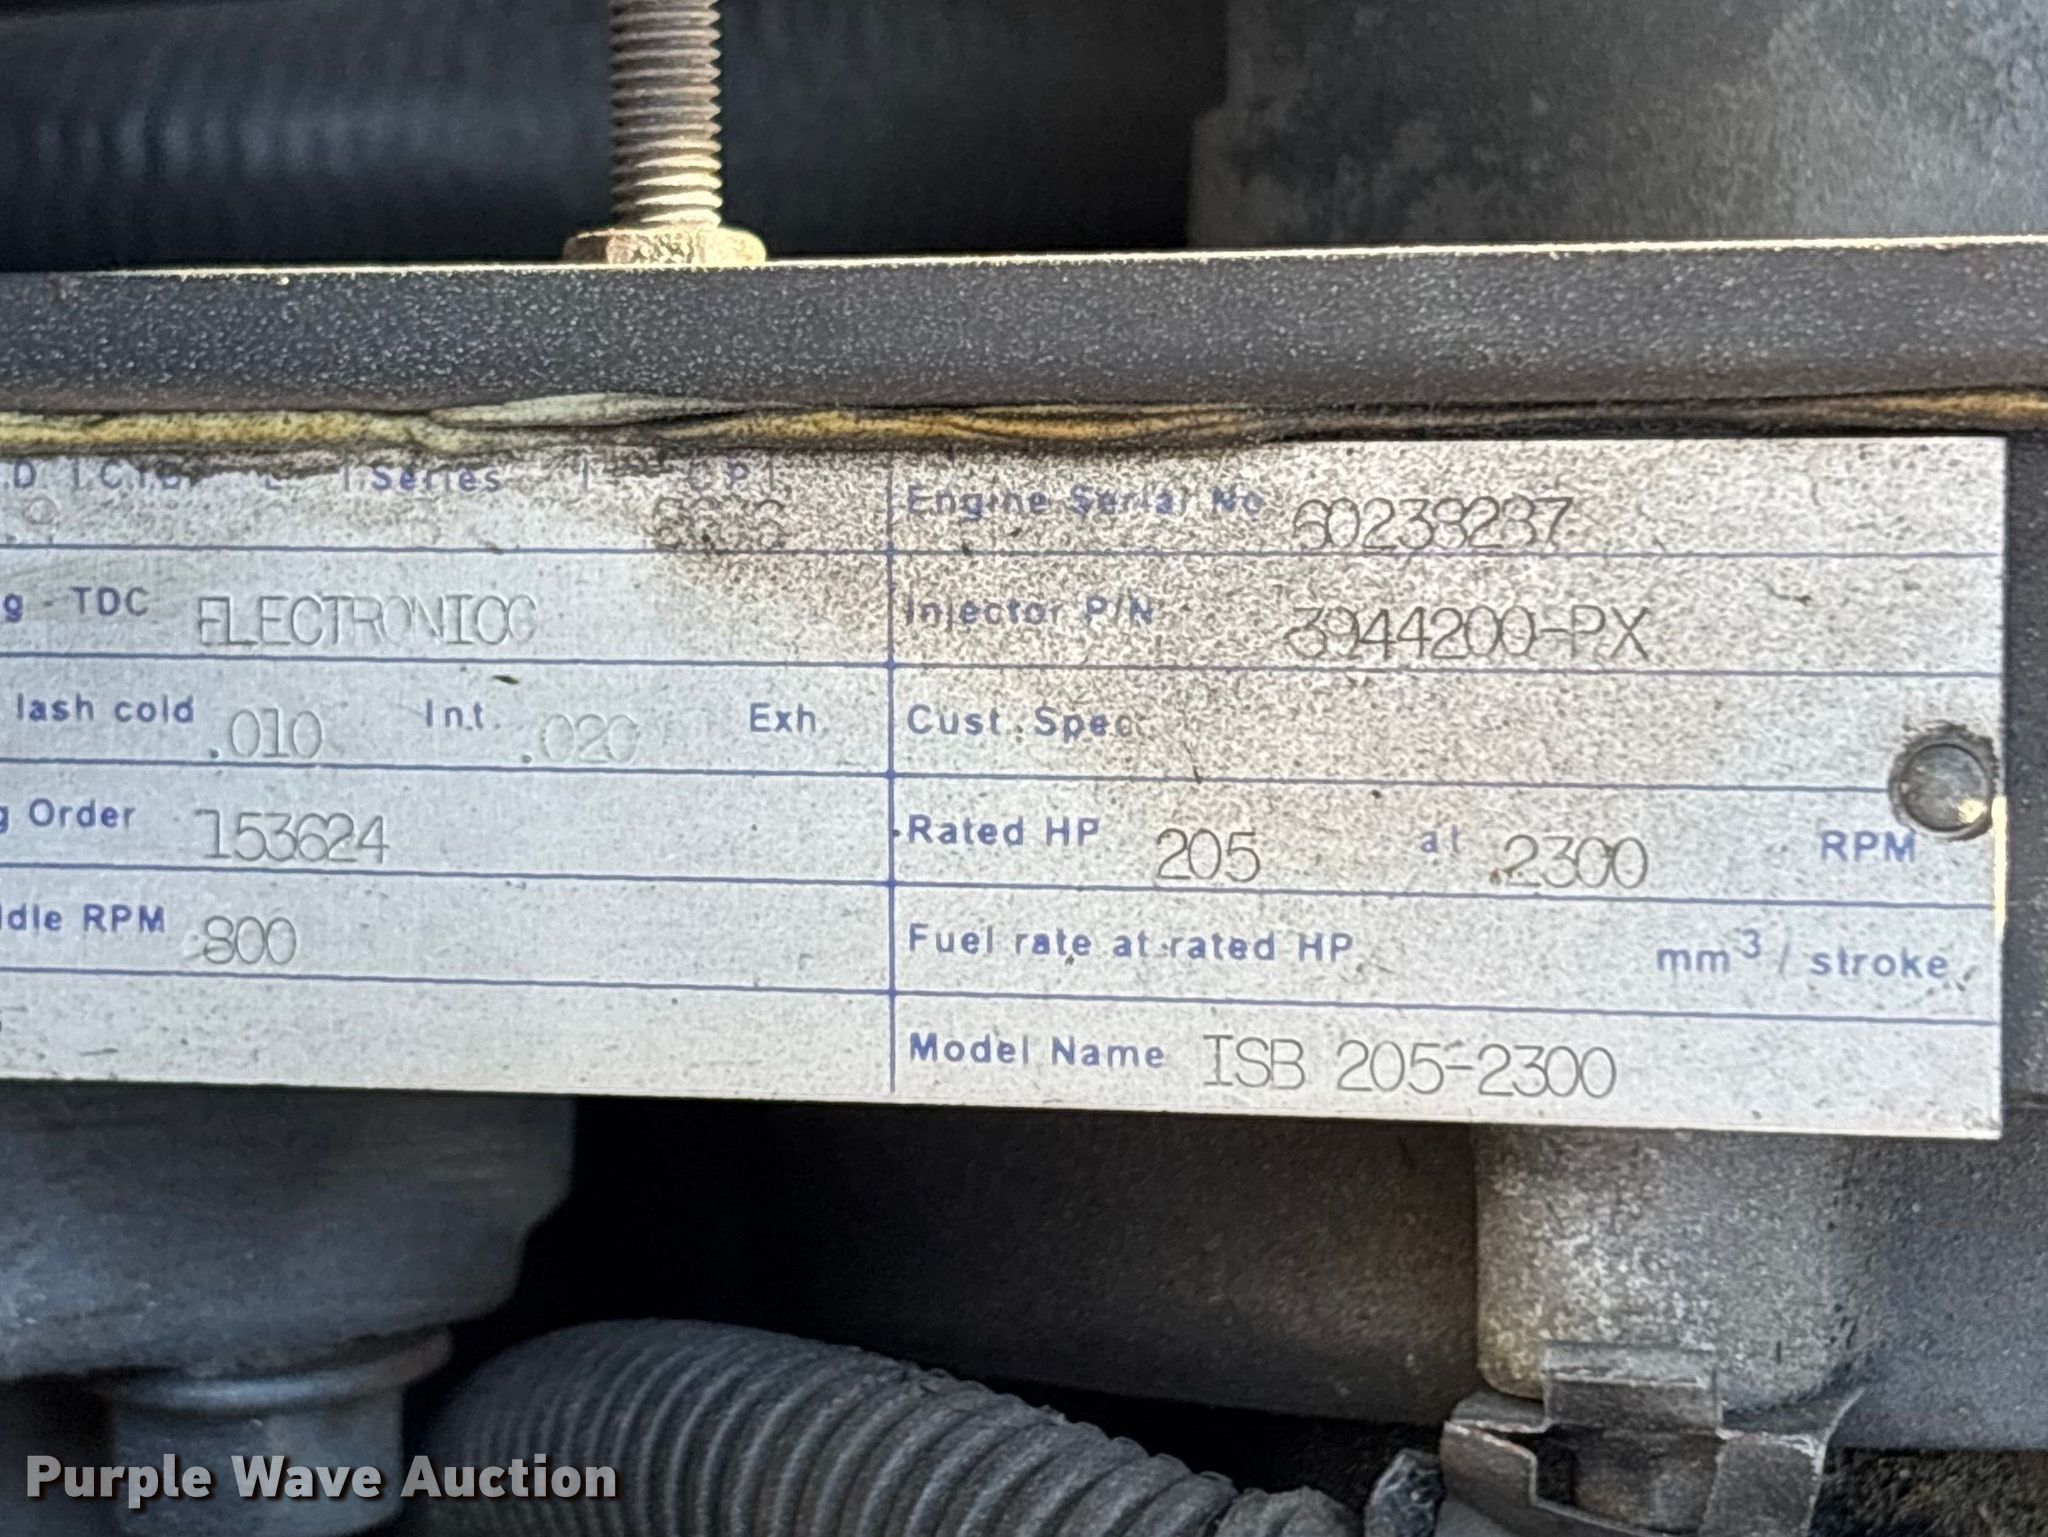 Series
Engine Serial No 60239237
g TDC ELECTRONICC
Injector P/N 3944200-PX
lash cold .010 Int. .020 Exh.
Cust. Spec.
g Order 153624
Rated HP 205 at 2300 RPM
dle RPM 800
Fuel rate at rated HP mm³ / stroke
Model Name ISB 205-2300
Purple Wave Auction